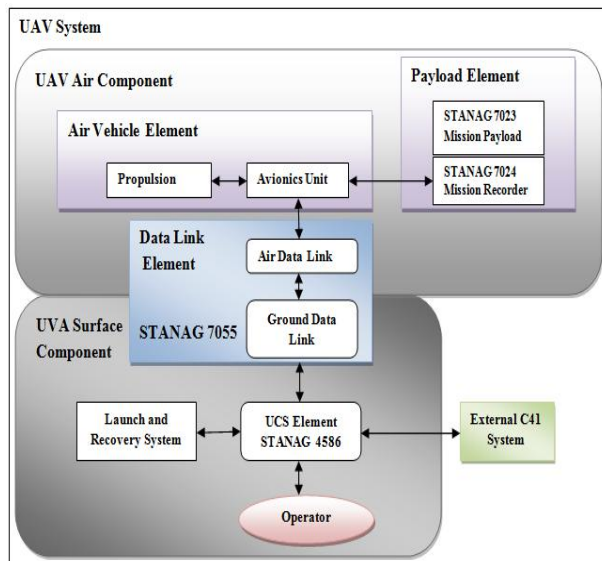 UAV System
UAV Air Component
Payload Element
STANAG 7023
Mission Payload
STANAG 7024
Mission Recorder
Air Vehicle Element
Propulsion
Avionics Unit
Data Link
Element
Air Data Link
STANAG 7055
Ground Data
Link
UVA Surface
Component
Launch and
Recovery System
UCS Element
STANAG 4586
External C41
System
Operator